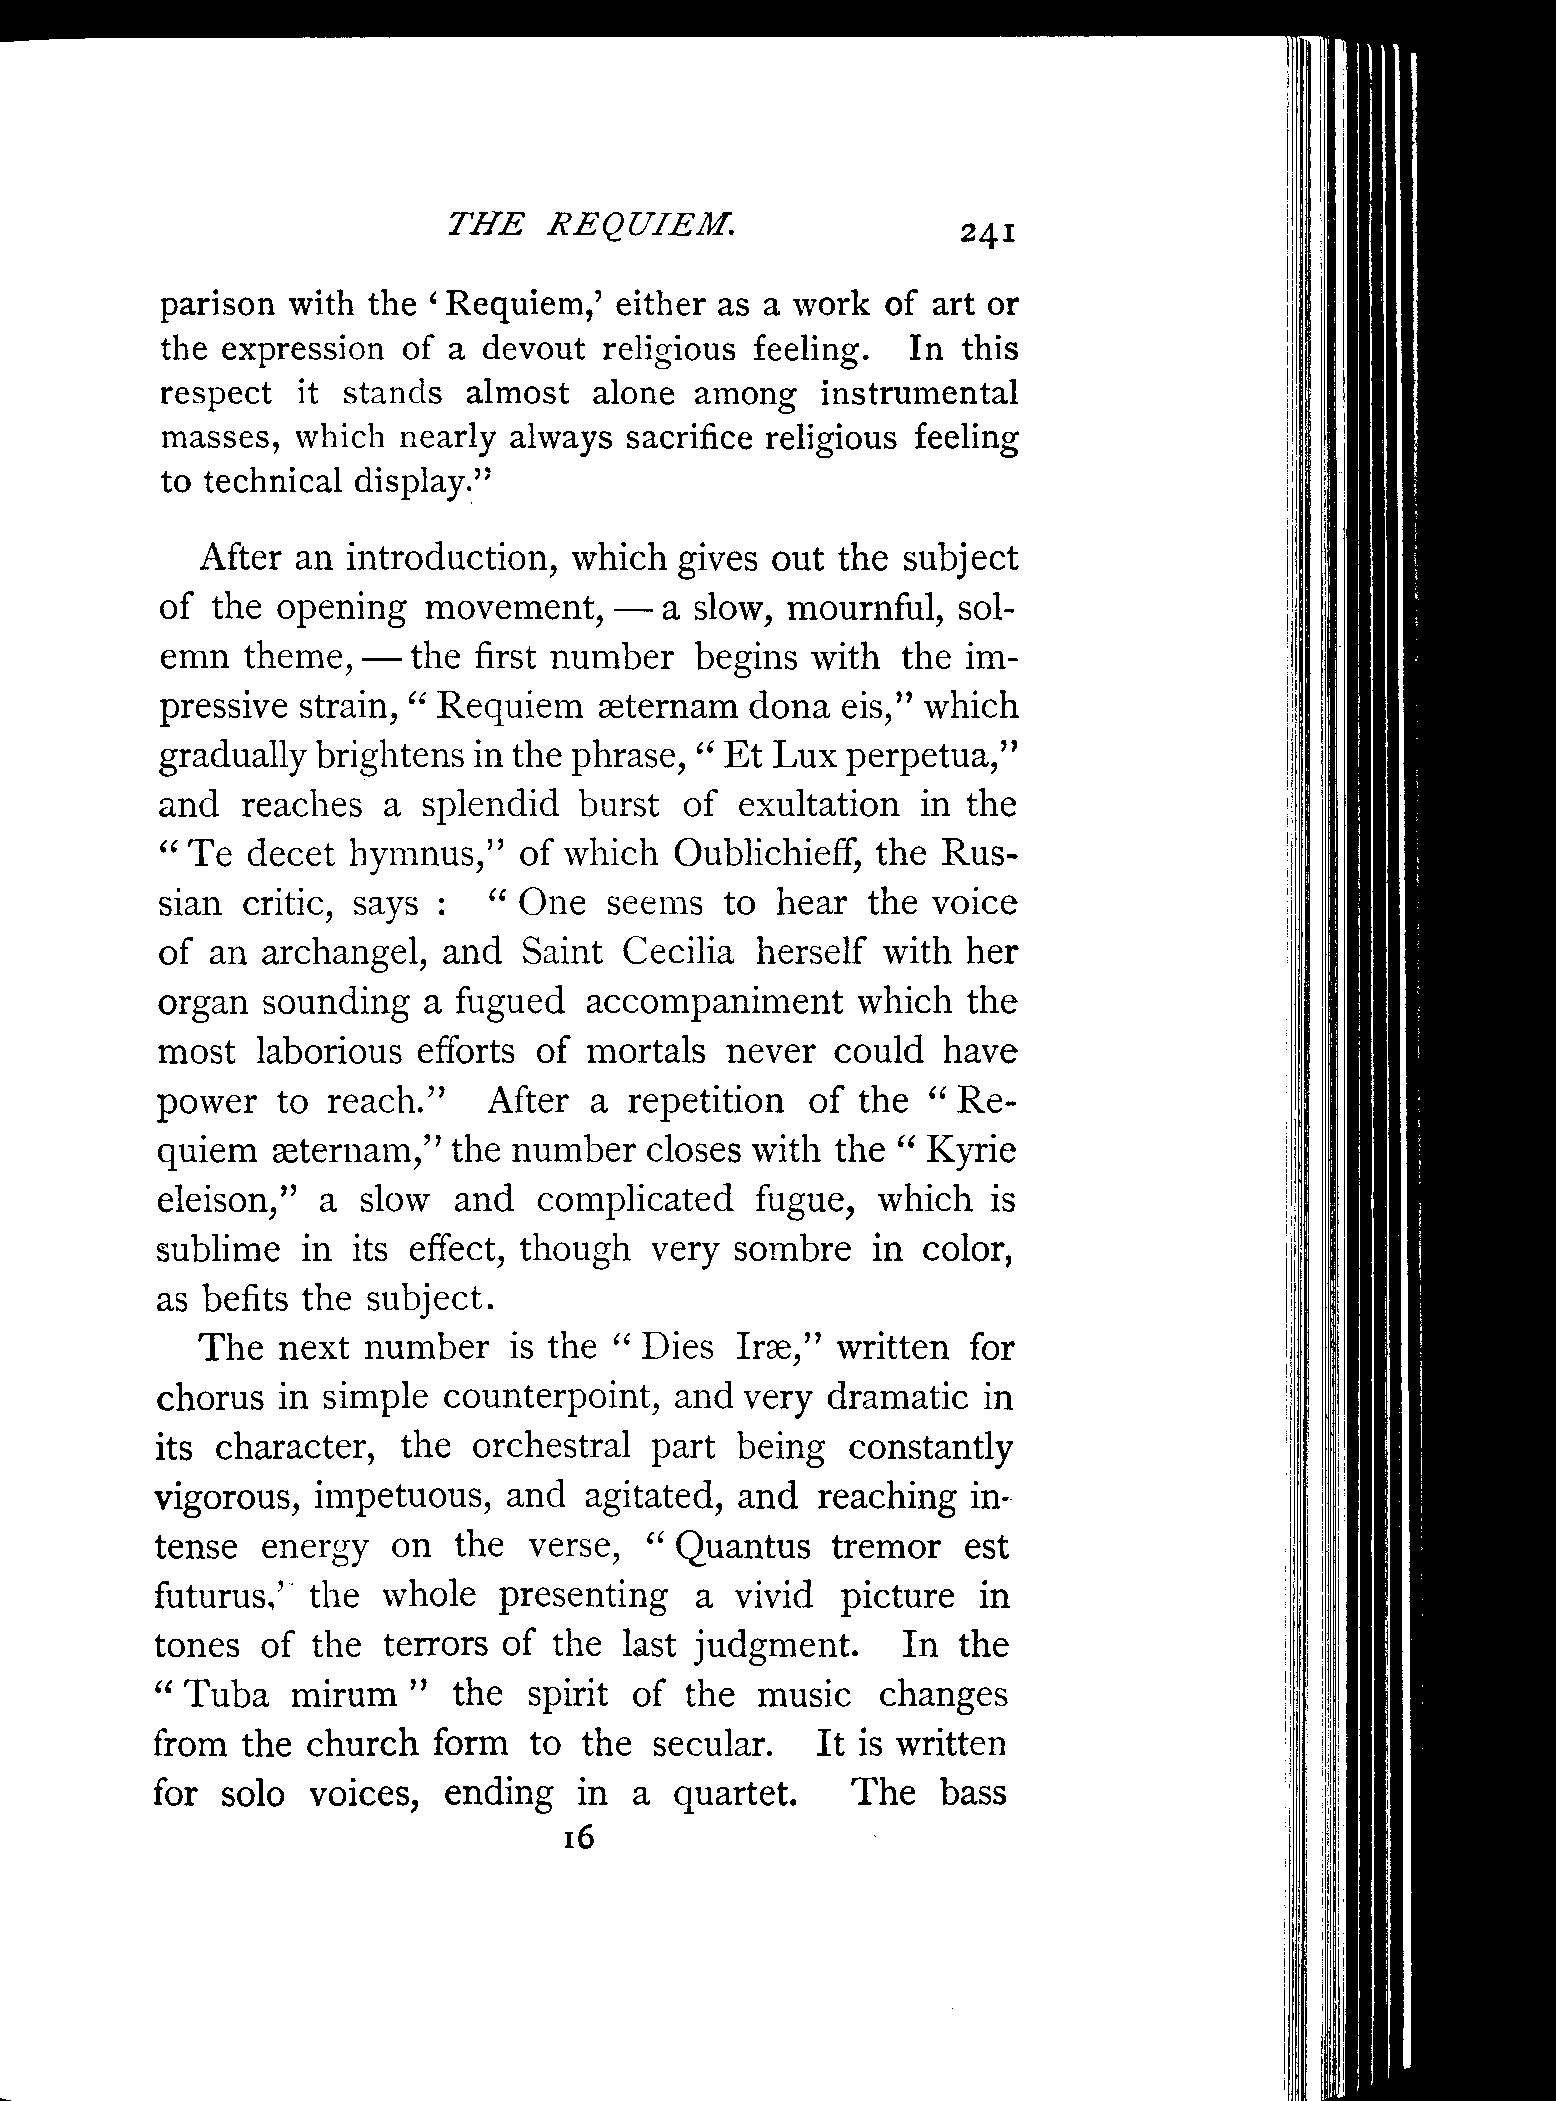 THE REQUIEM. 241
parison with the ‘Requiem,’ either as a work of art or
the expression of a devout religious feeling. In this
respect it stands almost alone among instrumental
masses, which nearly always sacrifice religious feeling
to technical display.”
After an introduction, which gives out the subject
of the opening movement, — a slow, mournful, sol-
emn theme, — the first number begins with the im-
pressive strain, “Requiem æternam dona eis,” which
gradually brightens in the phrase, “Et Lux perpetua,”
and reaches a splendid burst of exultation in the
“Te decet hymnus,” of which Oublichieff, the Rus-
sian critic, says : “One seems to hear the voice
of an archangel, and Saint Cecilia herself with her
organ sounding a fugued accompaniment which the
most laborious efforts of mortals never could have
power to reach.” After a repetition of the “Re-
quiem æternam,” the number closes with the “Kyrie
eleison,” a slow and complicated fugue, which is
sublime in its effect, though very sombre in color,
as befits the subject.
The next number is the “Dies Iræ,” written for
chorus in simple counterpoint, and very dramatic in
its character, the orchestral part being constantly
vigorous, impetuous, and agitated, and reaching in-
tense energy on the verse, “Quantus tremor est
futurus,’ the whole presenting a vivid picture in
tones of the terrors of the last judgment. In the
“Tuba mirum” the spirit of the music changes
from the church form to the secular. It is written
for solo voices, ending in a quartet. The bass
16